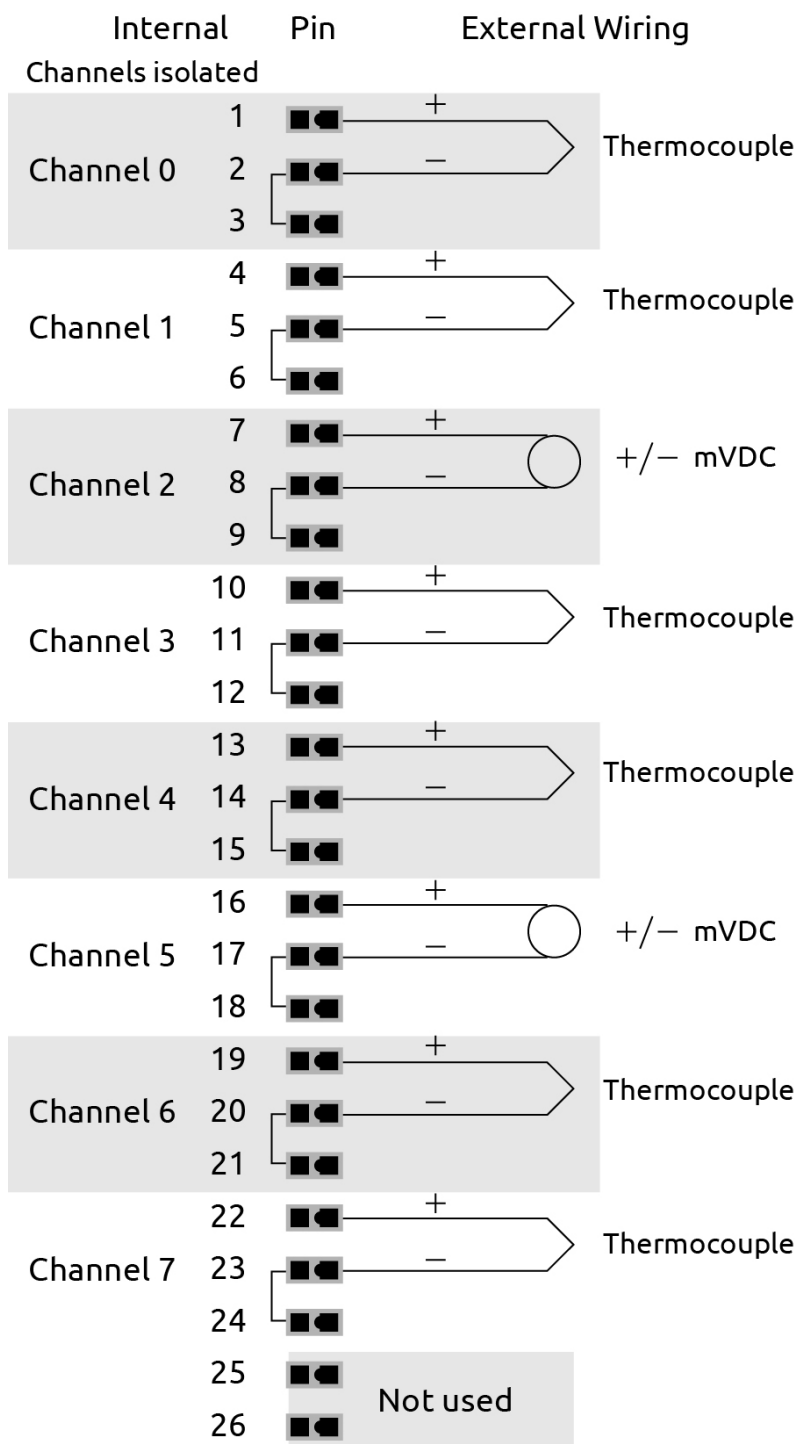 Internal Pin External Wiring
Channels isolated
1 +
Thermocouple
Channel 0 2 −
3
4 +
Thermocouple
Channel 1 5 −
6
7 +
+/− mVDC
Channel 2 8 −
9
10 +
Thermocouple
Channel 3 11 −
12
13 +
Thermocouple
Channel 4 14 −
15
16 +
+/− mVDC
Channel 5 17 −
18
19 +
Thermocouple
Channel 6 20 −
21
22 +
Thermocouple
Channel 7 23 −
24
25
Not used
26